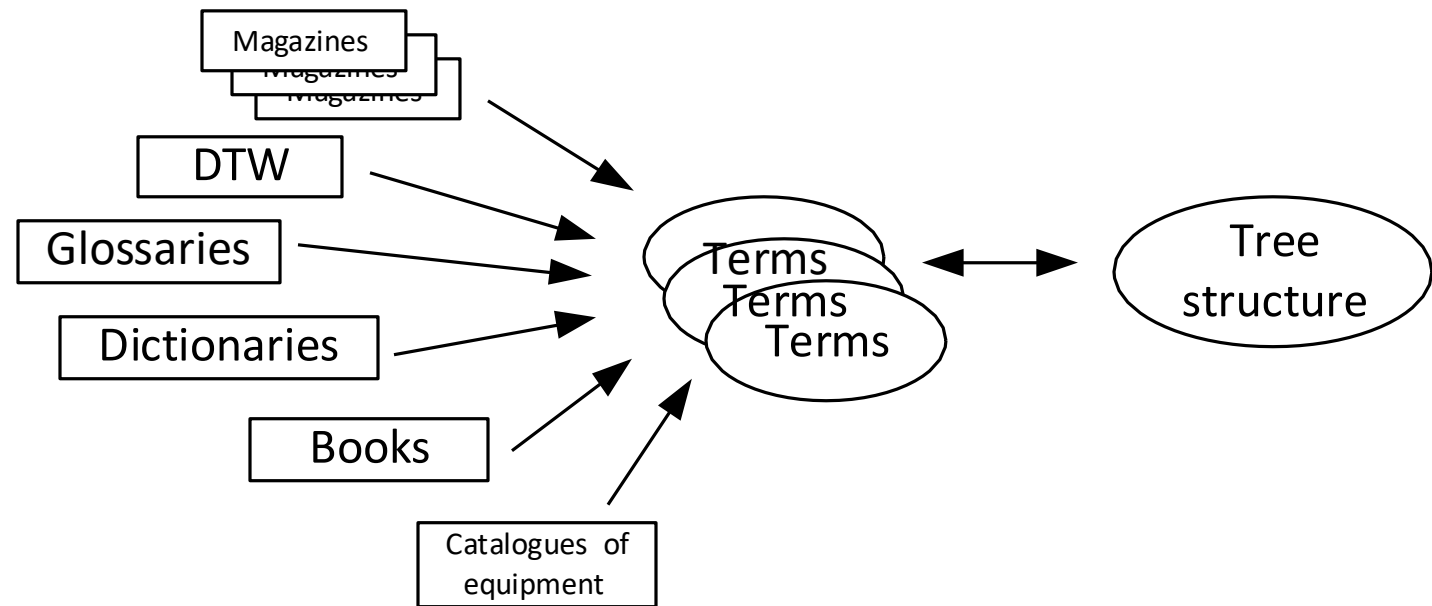 Magazines
Magazines
Magazines
DTW
Glossaries
Dictionaries
Books
Catalogues of
equipment
Terms
Terms
Terms
Tree
structure